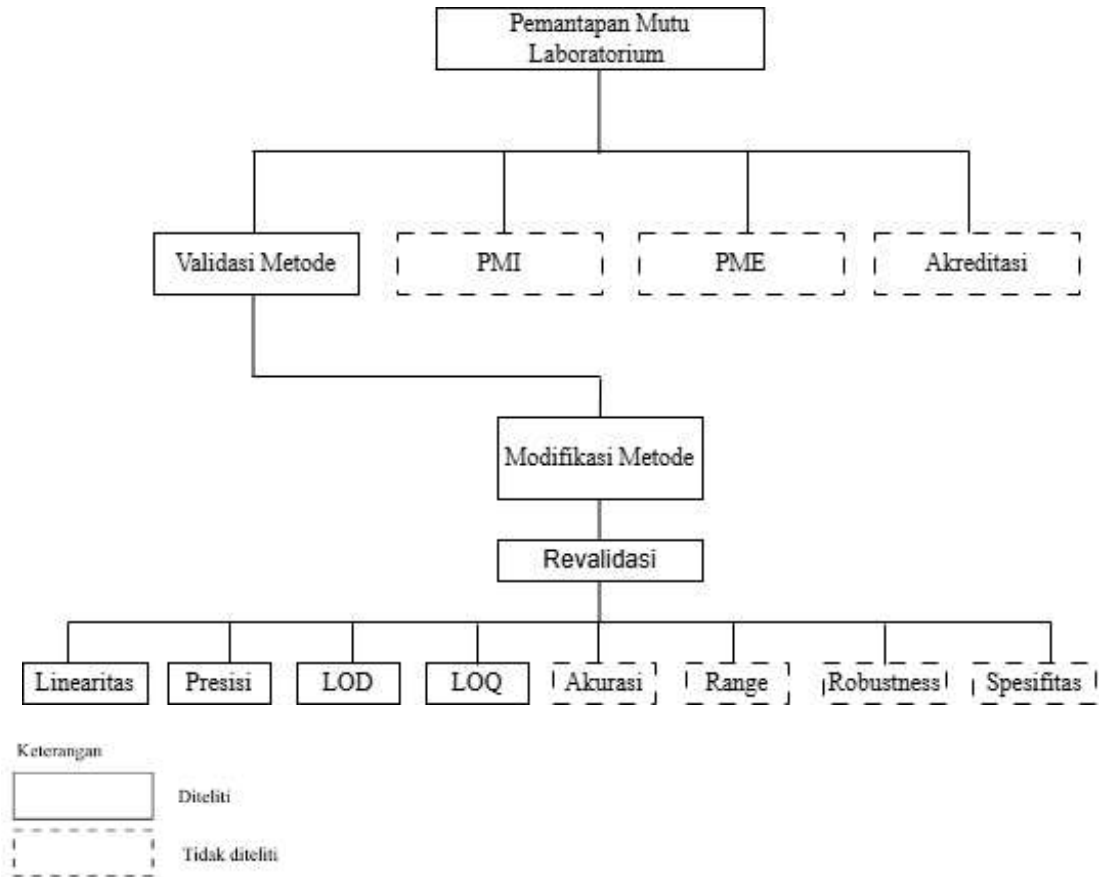 Pemantapan Mutu
Laboratorium
Validasi Metode
PMI
PME
Akreditasi
Modifikasi Metode
Revalidasi
Linearitas
Presisi
LOD
LOQ
Akurasi
Range
Robustness
Spesifitas
Keterangan
Diteliti
Tidak diteliti